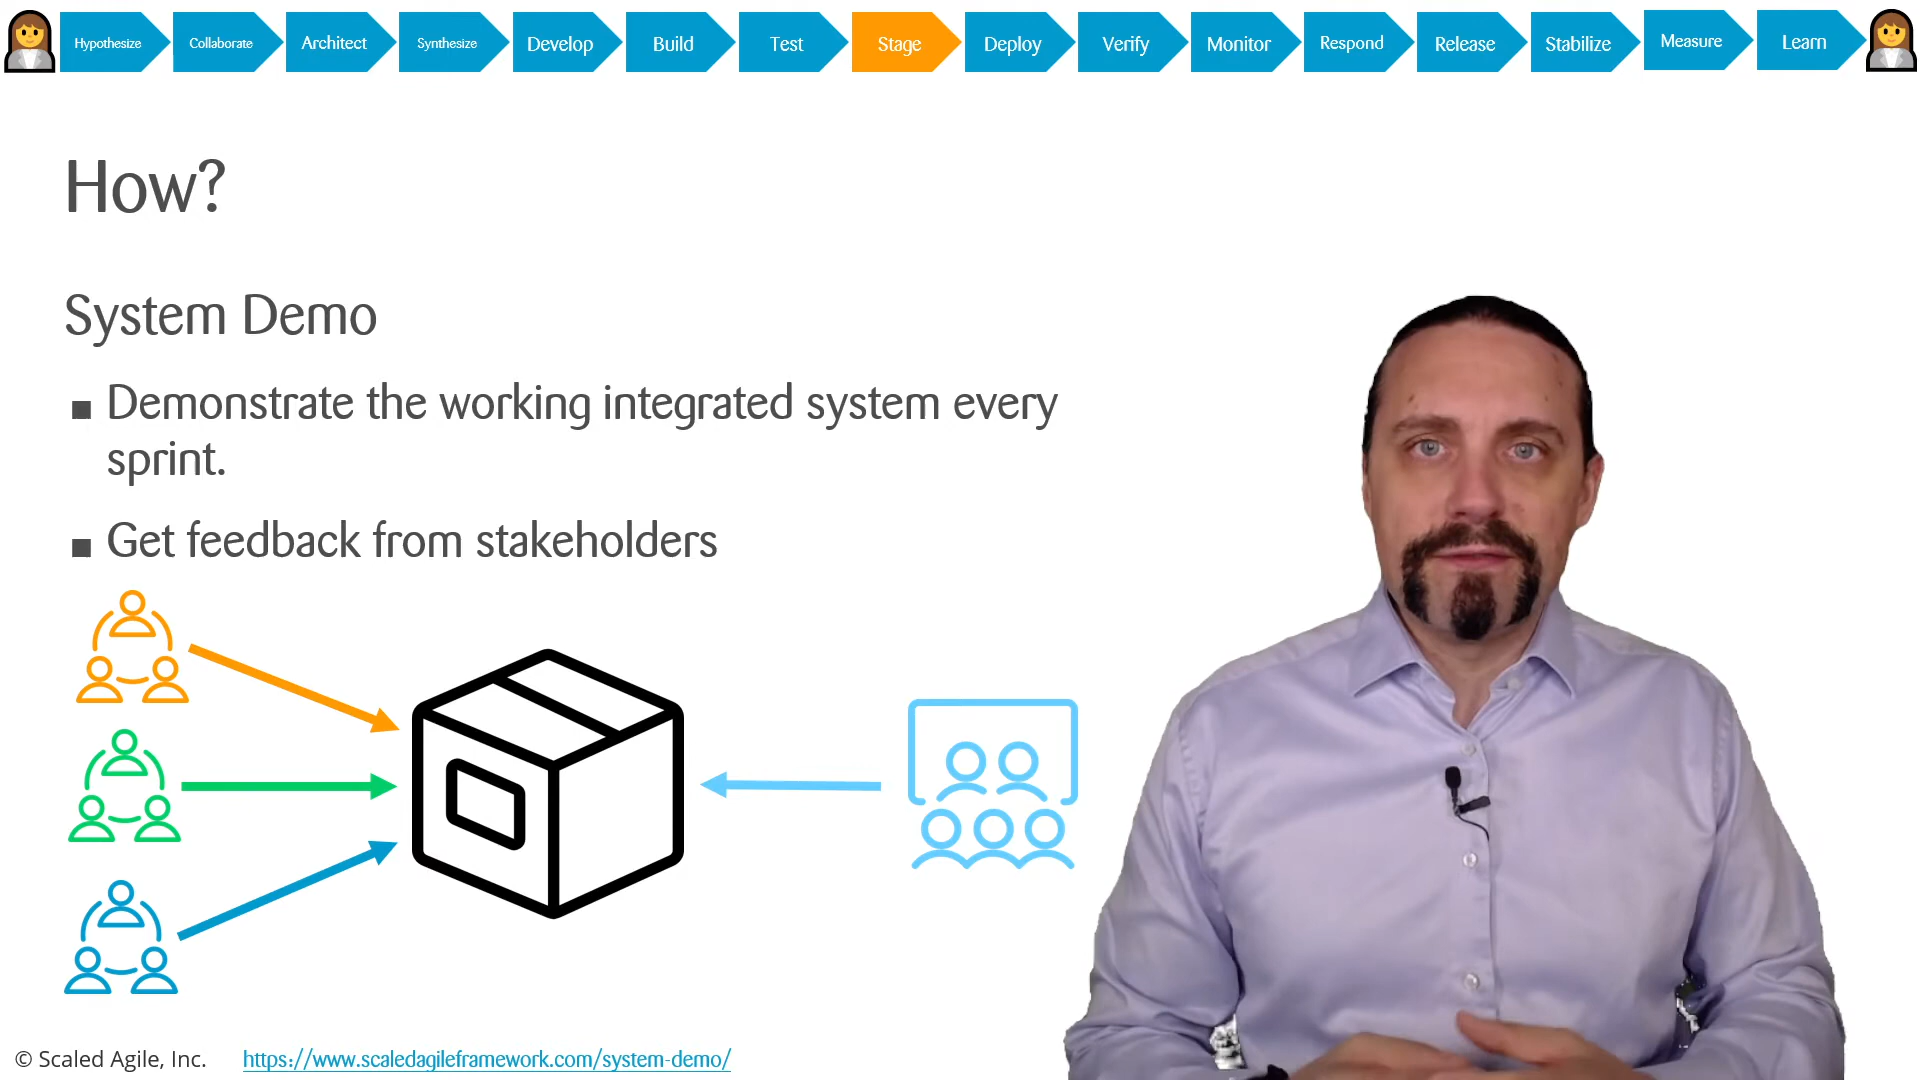 Hypothesize
Collaborate
Architect
Synthesize
Develop
Build
Test
Stage
Deploy
Verify
Monitor
Respond
Release
Stabilize
Measure
Learn
How?
System Demo
■ Demonstrate the working integrated system every
sprint.
■ Get feedback from stakeholders
© Scaled Agile, Inc.
https://www.scaledagileframework.com/system-demo/